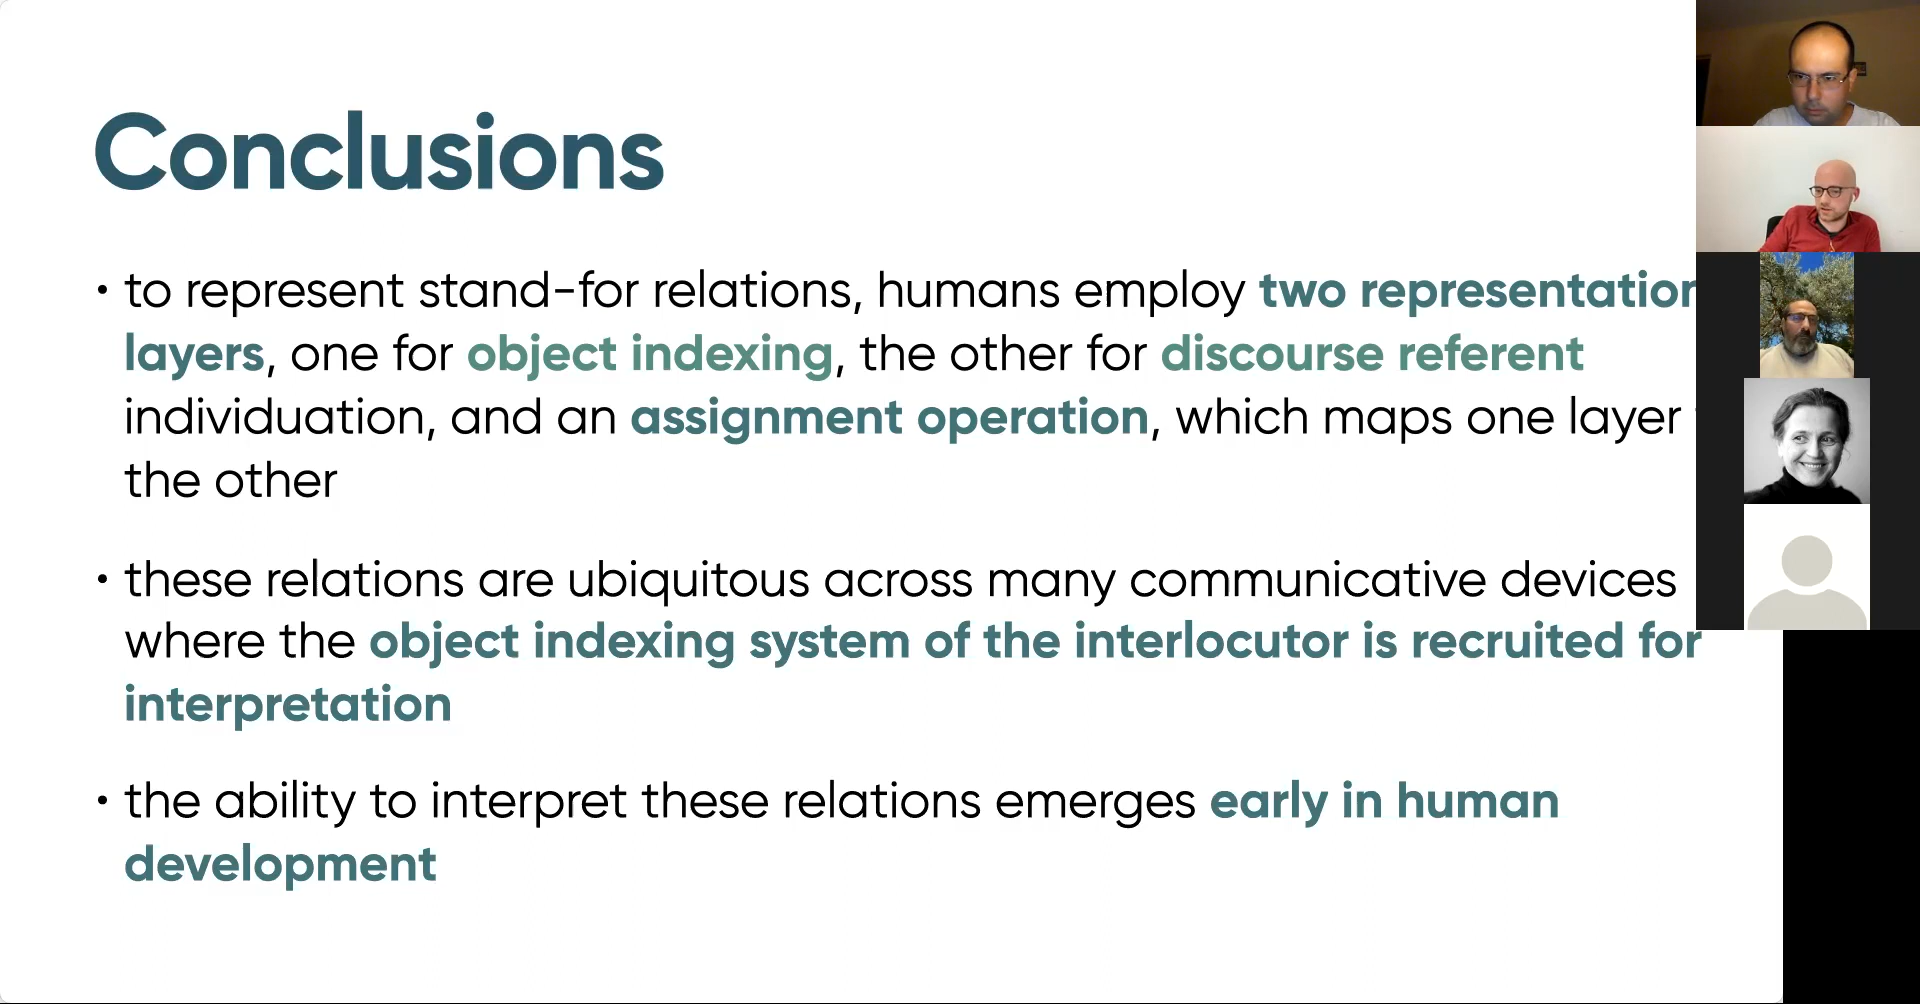 Conclusions
• to represent stand-for relations, humans employ two representation
layers, one for object indexing, the other for discourse referent
individuation, and an assignment operation, which maps one layer
the other
• these relations are ubiquitous across many communicative devices
where the object indexing system of the interlocutor is recruited for
interpretation
• the ability to interpret these relations emerges early in human
development